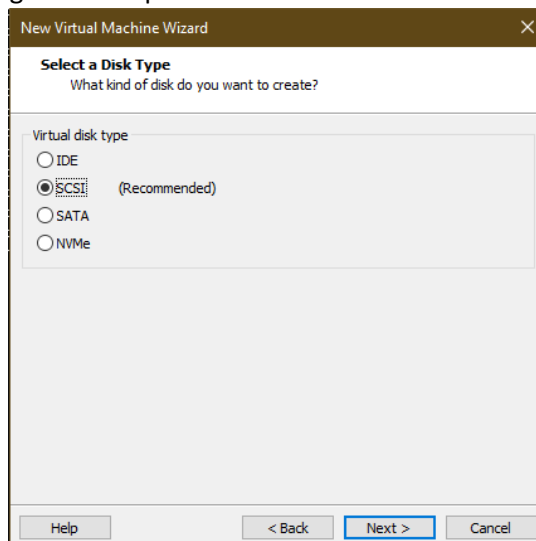 New Virtual Machine Wizard
Select a Disk Type
What kind of disk do you want to create?
Virtual disk type
IDE
SCSI (Recommended)
SATA
NVMe
Help < Back Next > Cancel